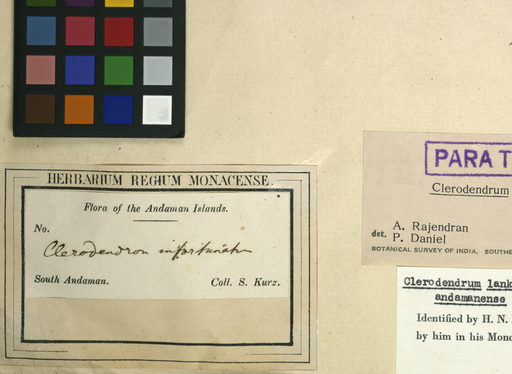 HERBARIUM REGIUM MONACENSE.
Flora of the Andaman Islands.
No.
Clerodendron infortunatum
South Andaman. Coll. S. Kurz.
PARA T
Clerodendrum
A. Rajendran
det. P. Daniel
BOTANICAL SURVEY OF INDIA, SOUTHE
Clerodendrum lank
andamanense
Identified by H. N.
by him in his Mono